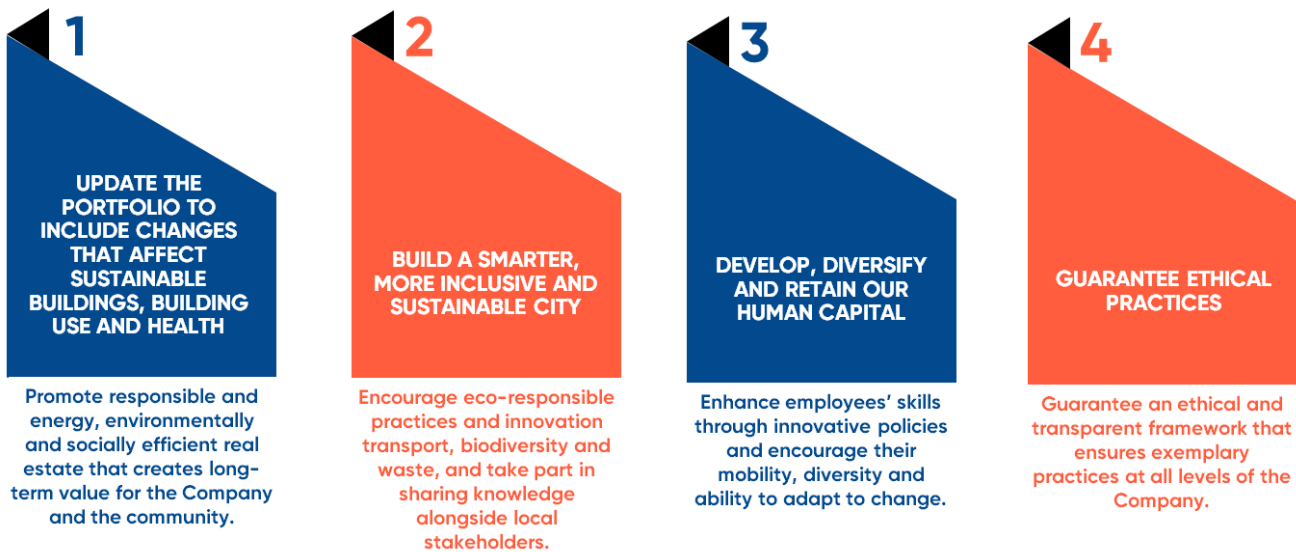 1
UPDATE THE
PORTFOLIO TO
INCLUDE CHANGES
THAT AFFECT
SUSTAINABLE
BUILDINGS, BUILDING
USE AND HEALTH
Promote responsible and
energy, environmentally
and socially efficient real
estate that creates long-
term value for the Company
and the community.
2
BUILD A SMARTER,
MORE INCLUSIVE AND
SUSTAINABLE CITY
Encourage eco-responsible
practices and innovation
transport, biodiversity and
waste, and take part in
sharing knowledge
alongside local
stakeholders.
3
DEVELOP, DIVERSIFY
AND RETAIN OUR
HUMAN CAPITAL
Enhance employees’ skills
through innovative policies
and encourage their
mobility, diversity and
ability to adapt to change.
4
GUARANTEE ETHICAL
PRACTICES
Guarantee an ethical and
transparent framework that
ensures exemplary
practices at all levels of the
Company.